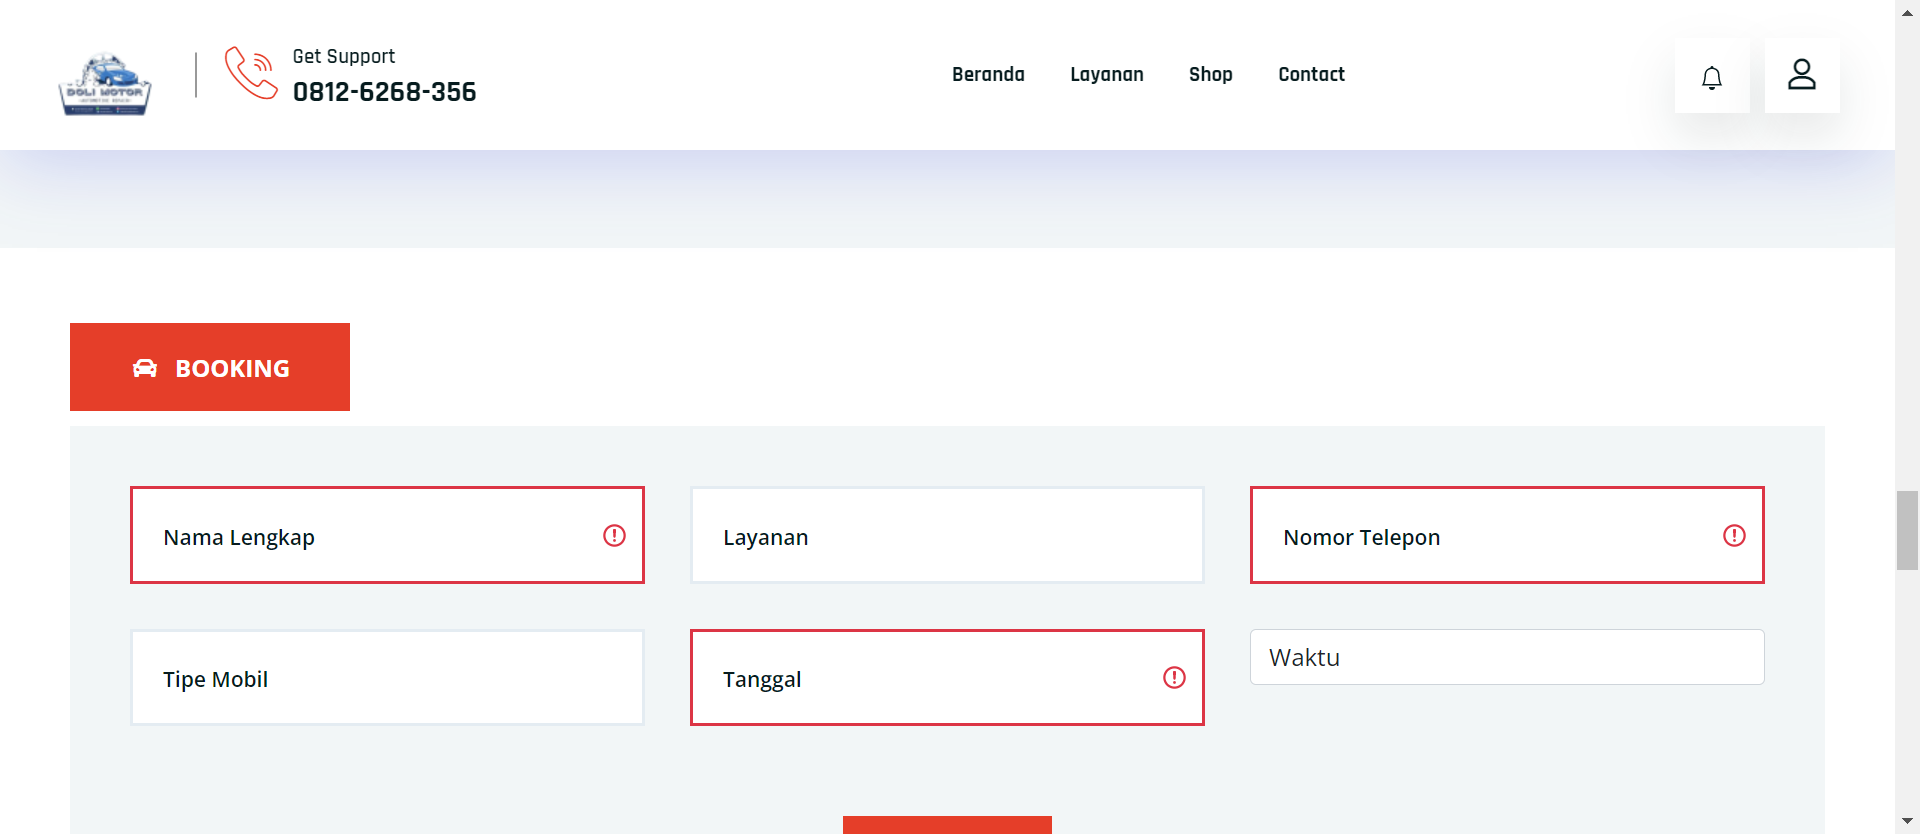 DOLI MOTOR
Get Support
0812-6268-356
Beranda
Layanan
Shop
Contact
BOOKING
Nama Lengkap
Layanan
Nomor Telepon
Tipe Mobil
Tanggal
Waktu